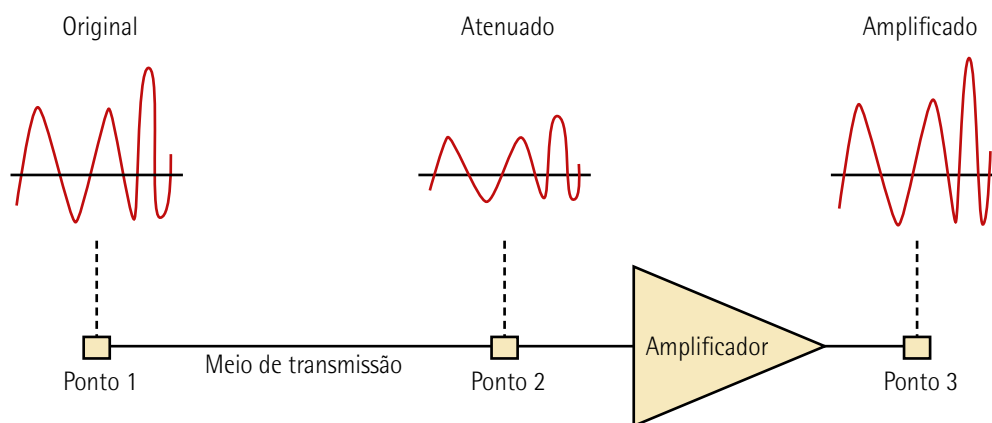 Original
Atenuado
Amplificado
Amplificador
Meio de transmissão
Ponto 1
Ponto 2
Ponto 3